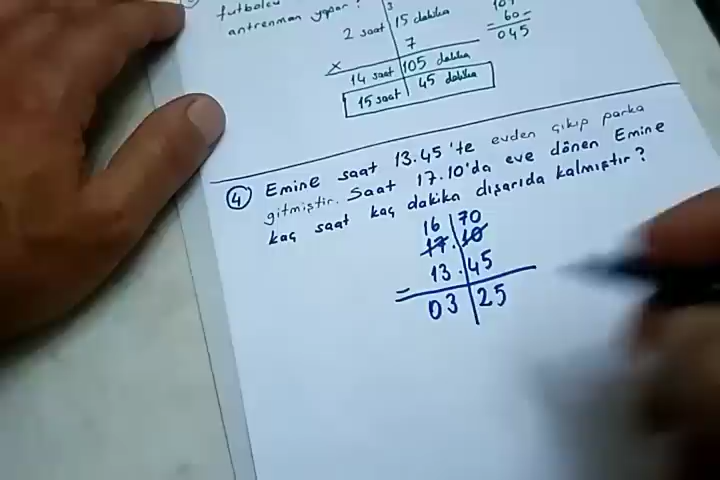 futbolcu
antrenman yapar?
3
2 saat 15 dakika
x 7
14 saat 105 dakika
15 saat 45 dakika
60
= 045
4 Emine saat 13.45'te evden çıkıp parka
gitmiştir. Saat 17.10'da eve dönen Emine
kaç saat kaç dakika dışarıda kalmıştır?
16 70
17.10
13.45
= 03 25